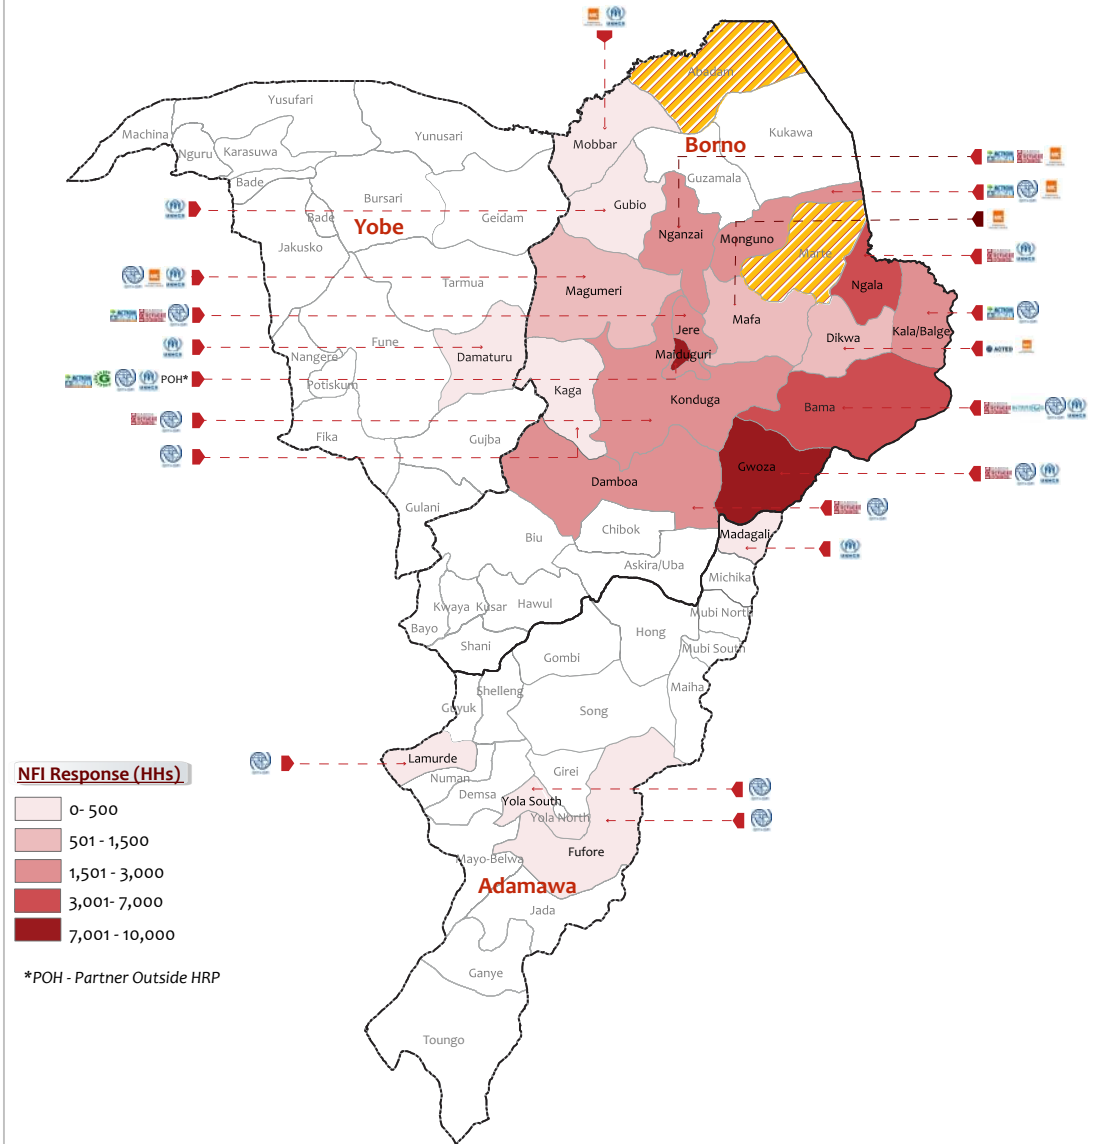 Abadam
Yusufari
Machina
Yunusari
Kukawa
Mobbar
Borno
Nguru
Karasuwa
Guzamala
Bade
Bursari
Gubio
Bade
Geidam
Yobe
Nganzai
Monguno
Jakusko
Marte
Tarmua
Magumeri
Ngala
Mafa
Jere
Kala/Balge
Dikwa
Fune
Nangere
Damaturu
Maiduguri
POH*
Potiskum
Kaga
Konduga
Bama
Fika
Gujba
Gwoza
Damboa
Gulani
Chibok
Madagali
Biu
Askira/Uba
Michika
Kwaya Kusar
Hawul
Mubi North
Bayo
Hong
Shani
Mubi South
Gombi
Maiha
Shelleng
Guyuk
Song
Lamurde
Girei
Numan
Demsa
Yola South
Yola North
Fufore
Mayo-Belwa
Adamawa
Jada
Ganye
Toungo
NFI Response (HHs)
0- 500
501 - 1,500
1,501 - 3,000
3,001- 7,000
7,001 - 10,000
*POH - Partner Outside HRP